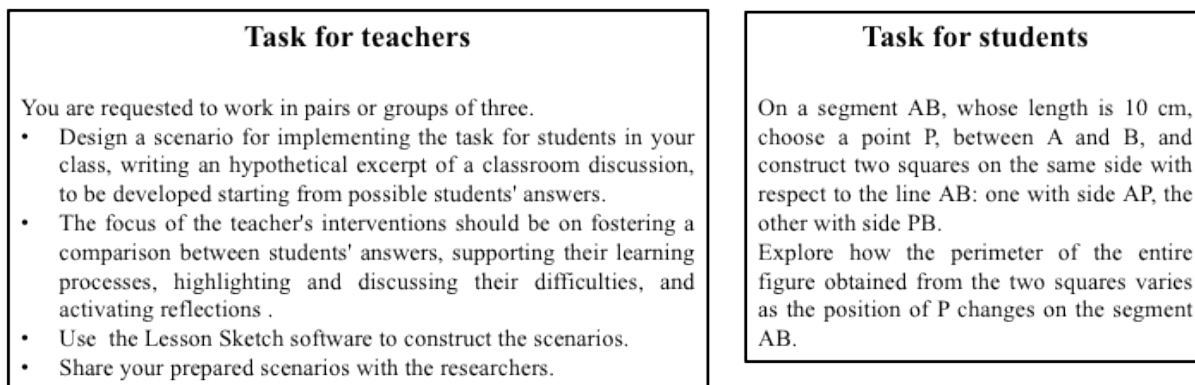 Task for teachers
You are requested to work in pairs or groups of three.
• Design a scenario for implementing the task for students in your
class, writing an hypothetical excerpt of a classroom discussion,
to be developed starting from possible students' answers.
• The focus of the teacher's interventions should be on fostering a
comparison between students' answers, supporting their learning
processes, highlighting and discussing their difficulties, and
activating reflections .
• Use the Lesson Sketch software to construct the scenarios.
• Share your prepared scenarios with the researchers.
Task for students
On a segment AB, whose length is 10 cm,
choose a point P, between A and B, and
construct two squares on the same side with
respect to the line AB: one with side AP, the
other with side PB.
Explore how the perimeter of the entire
figure obtained from the two squares varies
as the position of P changes on the segment
AB.